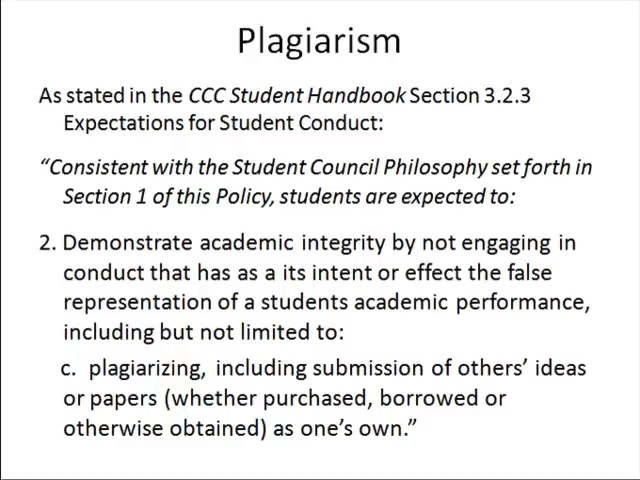 Plagiarism
As stated in the CCC Student Handbook Section 3.2.3
Expectations for Student Conduct:
“Consistent with the Student Council Philosophy set forth in
Section 1 of this Policy, students are expected to:
2. Demonstrate academic integrity by not engaging in
conduct that has as a its intent or effect the false
representation of a students academic performance,
including but not limited to:
c. plagiarizing, including submission of others’ ideas
or papers (whether purchased, borrowed or
otherwise obtained) as one’s own.”